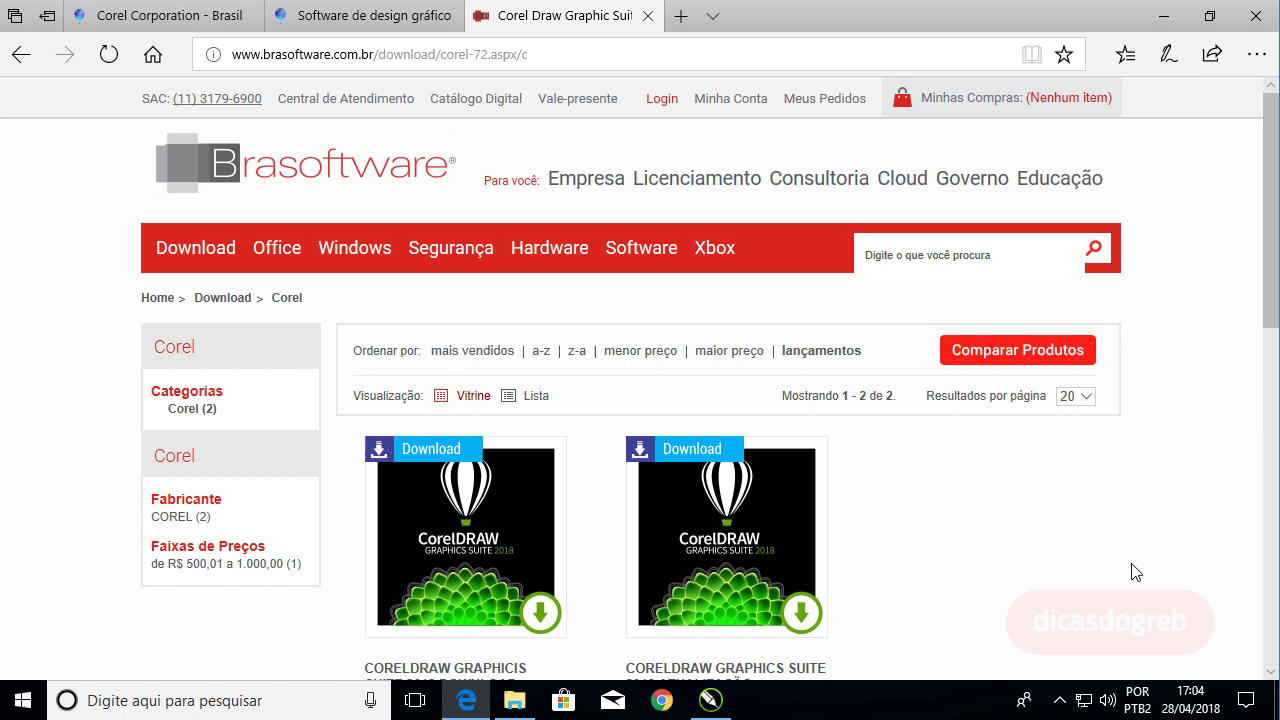 Corel Corporation - Brasil
Software de design gráfico
Corel Draw Graphic Suit
www.brasoftware.com.br/download/corel-72.aspx/c
SAC: (11) 3179-6900 Central de Atendimento Catálogo Digital Vale-presente Login Minha Conta Meus Pedidos Minhas Compras: (Nenhum item)
Brasoftware®
Para você: Empresa Licenciamento Consultoria Cloud Governo Educação
Download Office Windows Segurança Hardware Software Xbox
Digite o que você procura
Home > Download > Corel
Corel
Categorias
Corel (2)
Corel
Fabricante
COREL (2)
Faixas de Preços
de R$ 500,01 a 1.000,00 (1)
Ordenar por: mais vendidos | a-z | z-a | menor preço | maior preço | lançamentos
Comparar Produtos
Visualização: Vitrine Lista Mostrando 1 - 2 de 2. Resultados por página 20
Download
CorelDRAW
GRAPHICS SUITE 2018
CORELDRAW GRAPHICIS
Download
CorelDRAW
GRAPHICS SUITE 2018
CORELDRAW GRAPHICS SUITE
dicasdogreb
Digite aqui para pesquisar
POR
PTB2
17:04
28/04/2018